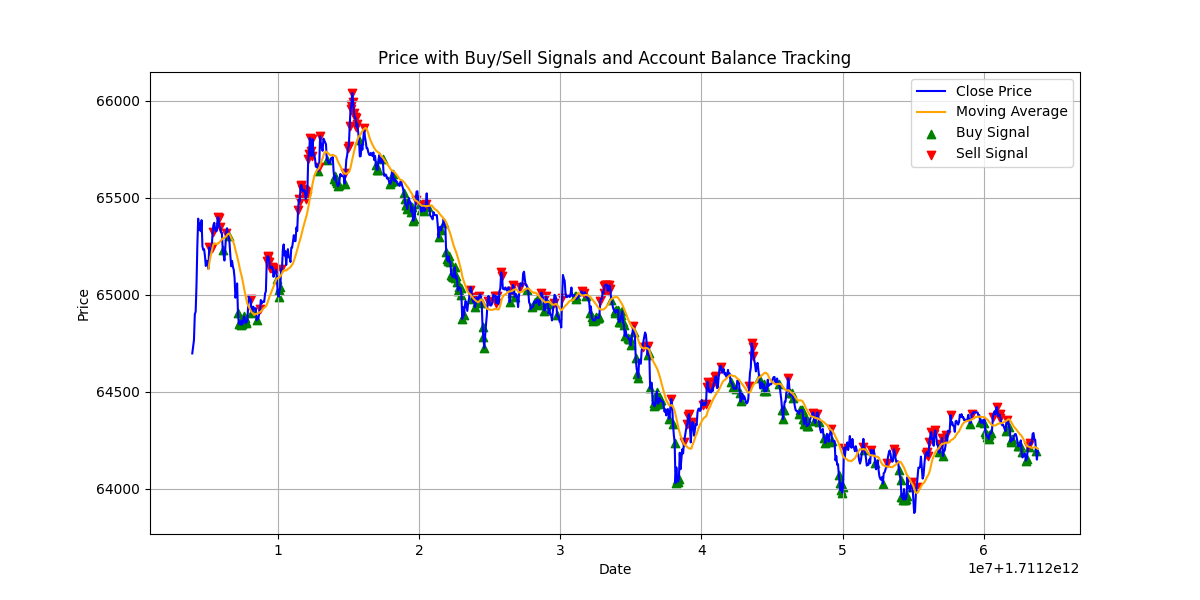 Price with Buy/Sell Signals and Account Balance Tracking
Close Price
Moving Average
Buy Signal
Sell Signal
66000
65500
65000
64500
64000
Price
1 2 3 4 5 6
Date
1e7+1.7112e12